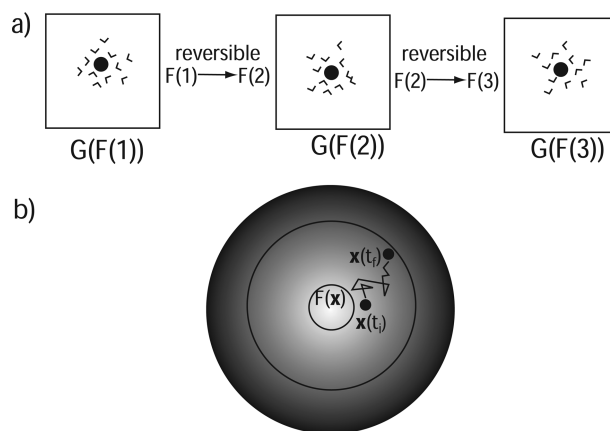 a)
reversible
F(1) → F(2)
reversible
F(2) → F(3)
G(F(1))
G(F(2))
G(F(3))
b)
x(t_f)
F(x)
x(t_i)